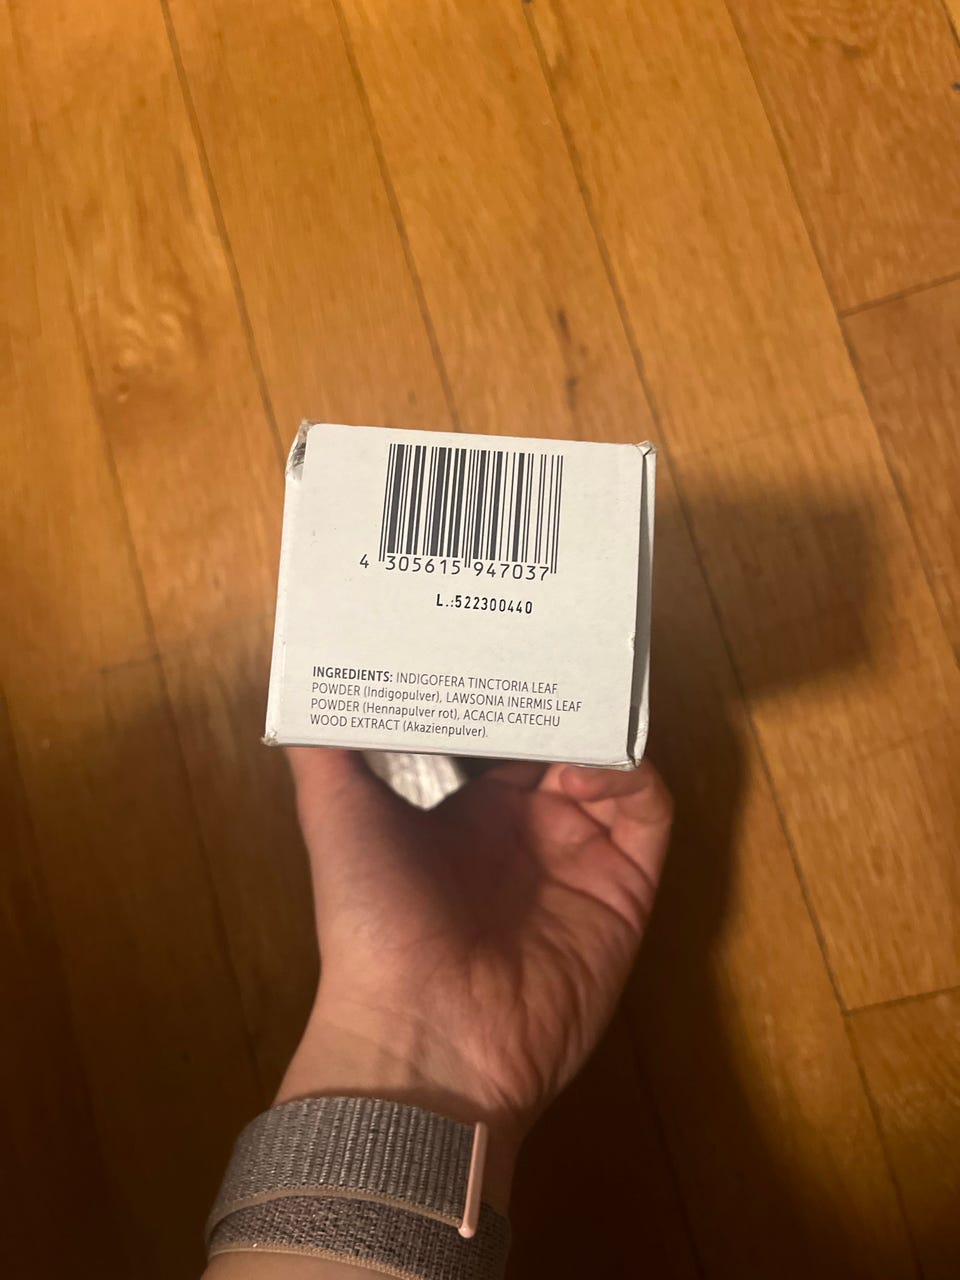 4 305615 947037
L.:522300440
INGREDIENTS: INDIGOFERA TINCTORIA LEAF
POWDER (Indigopulver), LAWSONIA INERMIS LEAF
POWDER (Hennapulver rot), ACACIA CATECHU
WOOD EXTRACT (Akazienpulver).